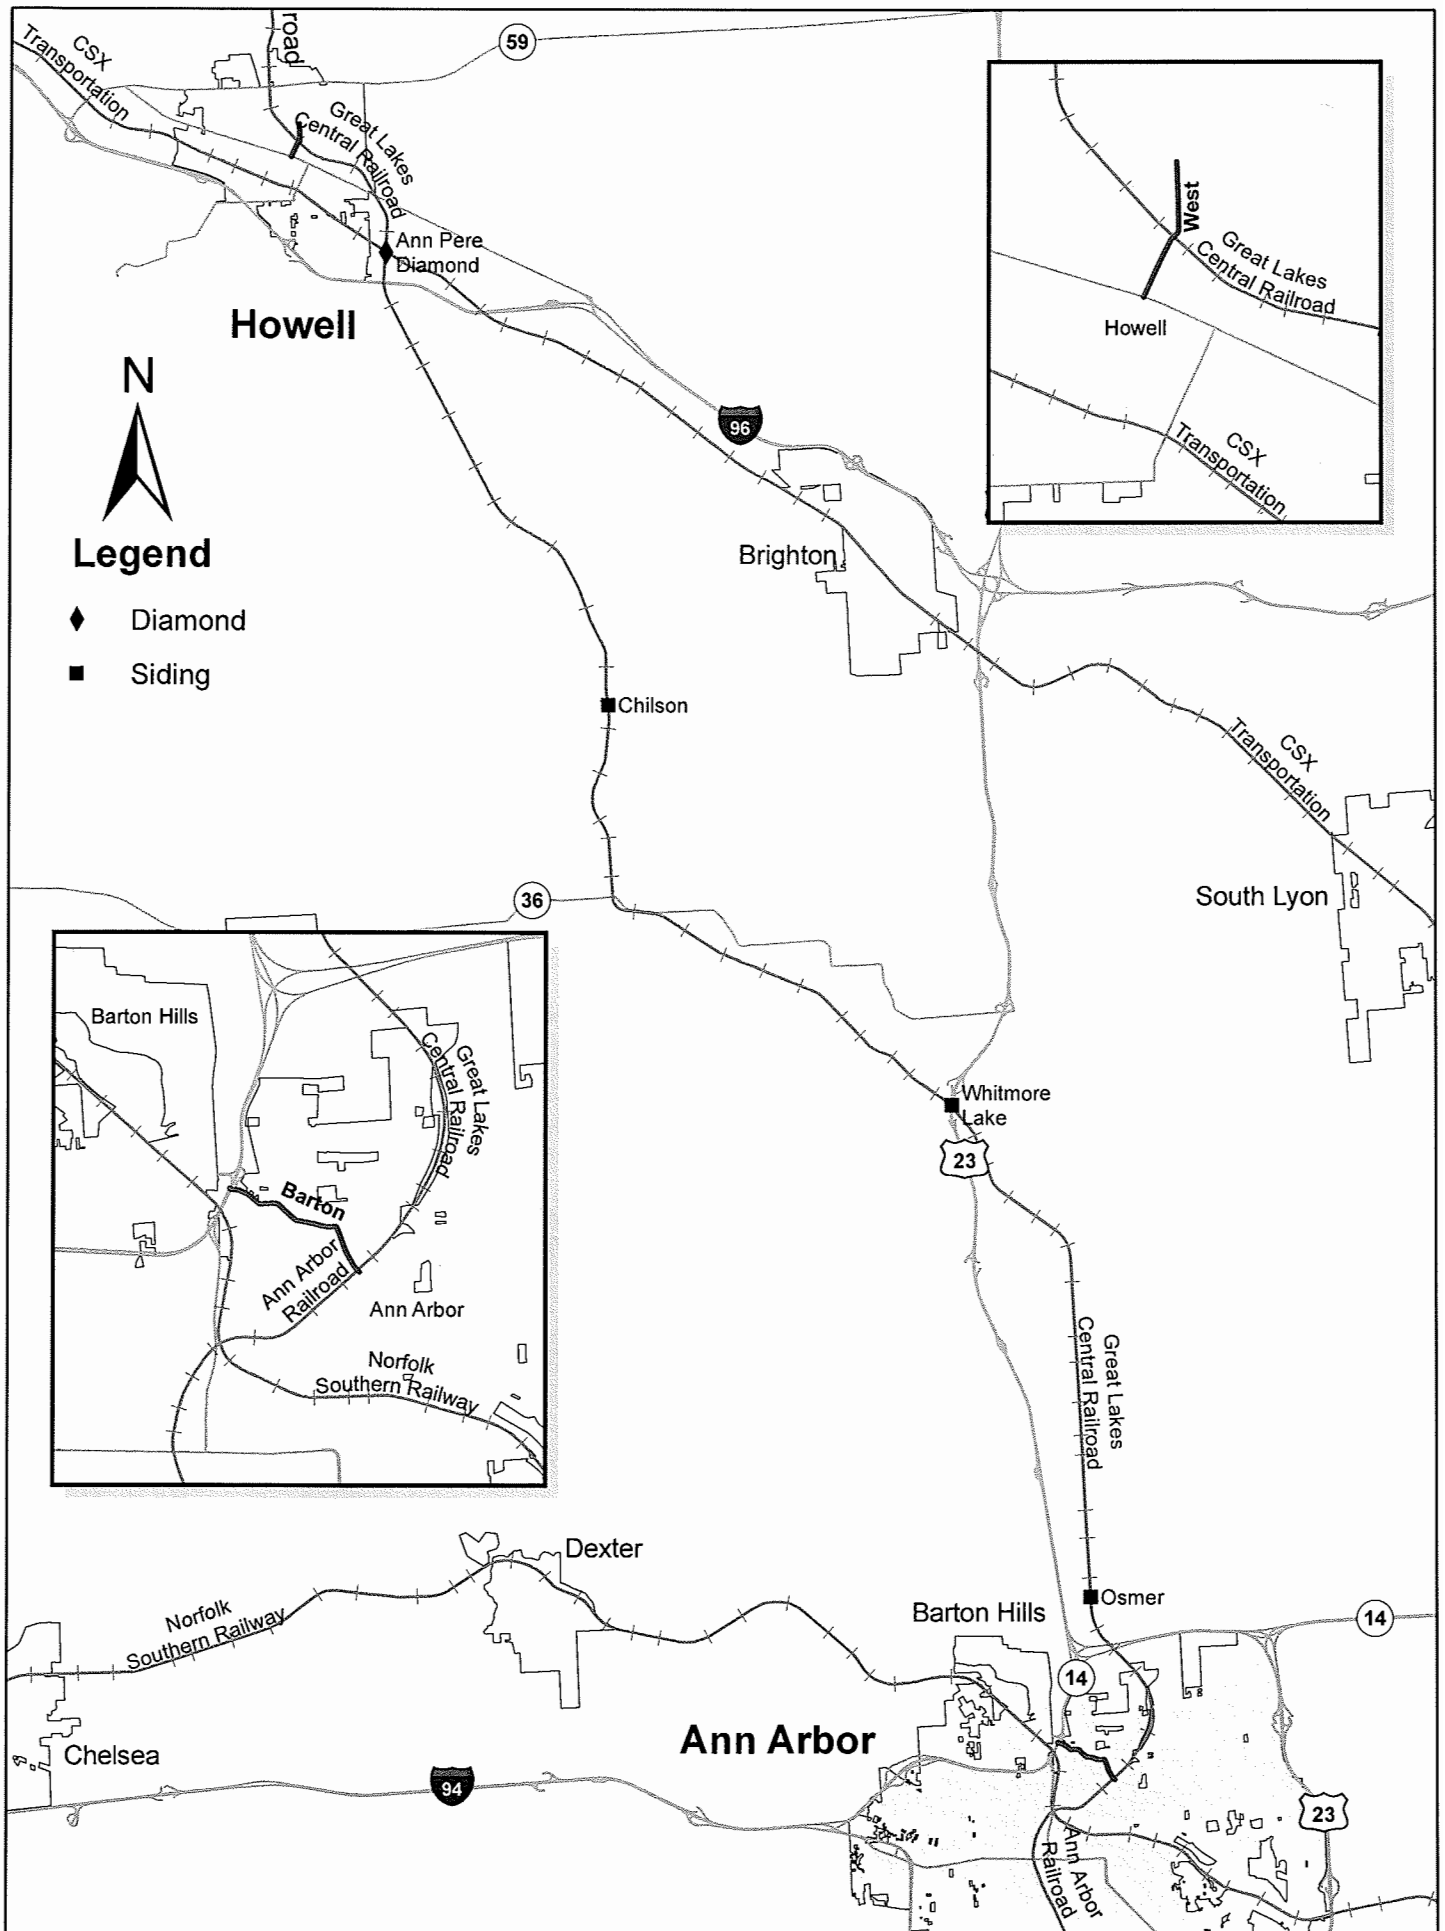 road
59
CSX
Transportation
Great Lakes
Central Railroad
Ann Pere
Diamond
Howell
N
Legend
Diamond
Siding
96
Brighton
West
Great Lakes
Central Railroad
Howell
CSX
Transportation
Chilson
CSX
Transportation
South Lyon
36
Barton Hills
Great Lakes
Central Railroad
Barton
Ann Arbor
Railroad
Ann Arbor
Norfolk
Southern Railway
Whitmore
Lake
23
Great Lakes
Central Railroad
Dexter
Norfolk
Southern Railway
Osmer
Barton Hills
14
14
Ann Arbor
Chelsea
94
23
Ann Arbor
Railroad